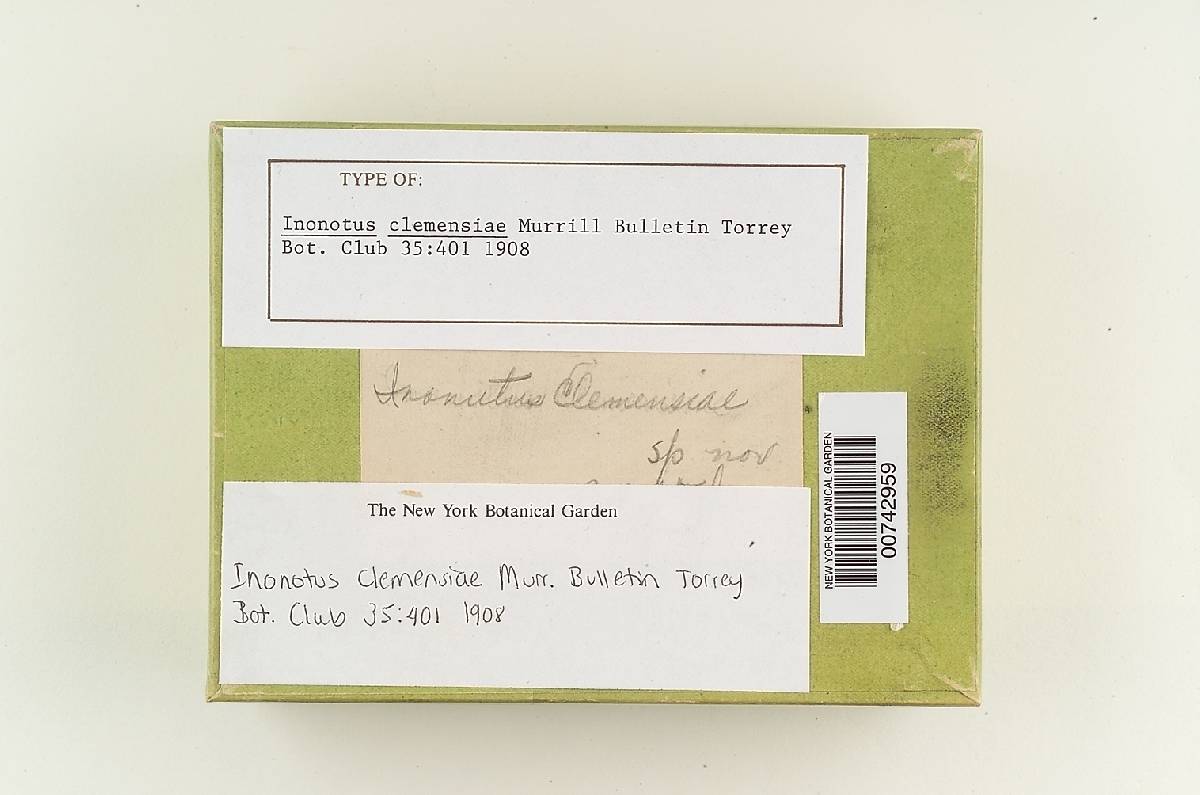 TYPE OF:
Inonotus clemensiae Murrill Bulletin Torrey
Bot. Club 35:401 1908
Inonotus Clemensiae
sp nov
The New York Botanical Garden
Inonotus Clemensiae Murr. Bulletin Torrey
Bot. Club 35:401 1908
NEW YORK BOTANICAL GARDEN
00742959